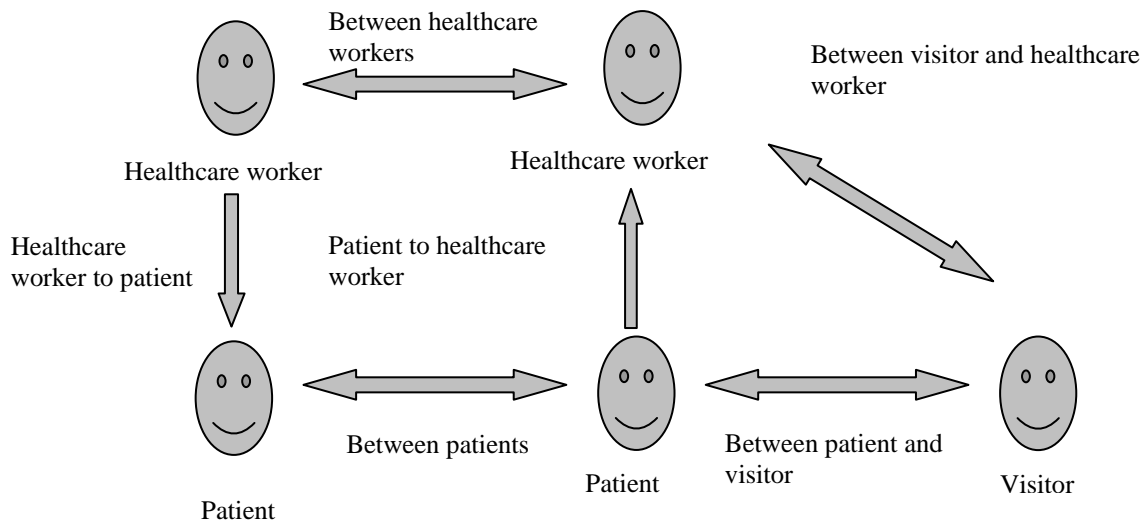 Between healthcare
workers
Between visitor and healthcare
worker
Healthcare worker
Healthcare worker
Healthcare
worker to patient
Patient to healthcare
worker
Between patients
Between patient and
visitor
Patient
Patient
Visitor